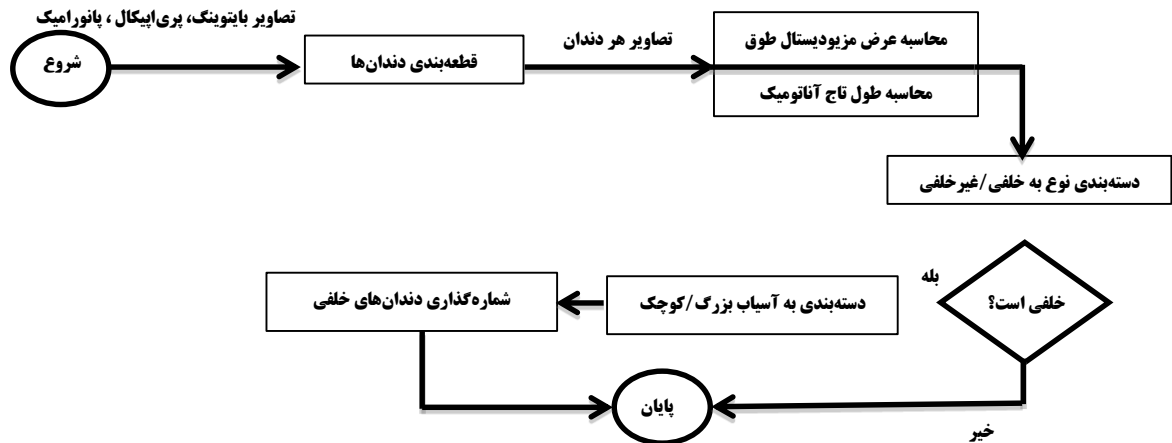 تصاویر بایتوینگ، پری‌اپیکال ، پانورامیک
شروع
قطعه‌بندی دندان‌ها
تصاویر هر دندان
محاسبه عرض مزیودیستال طوق
محاسبه طول تاج آناتومیک
دسته‌بندی نوع به خلفی/غیرخلفی
خلفی است؟
بله
دسته‌بندی به آسیاب بزرگ/کوچک
شماره‌گذاری دندان‌های خلفی
خیر
پایان